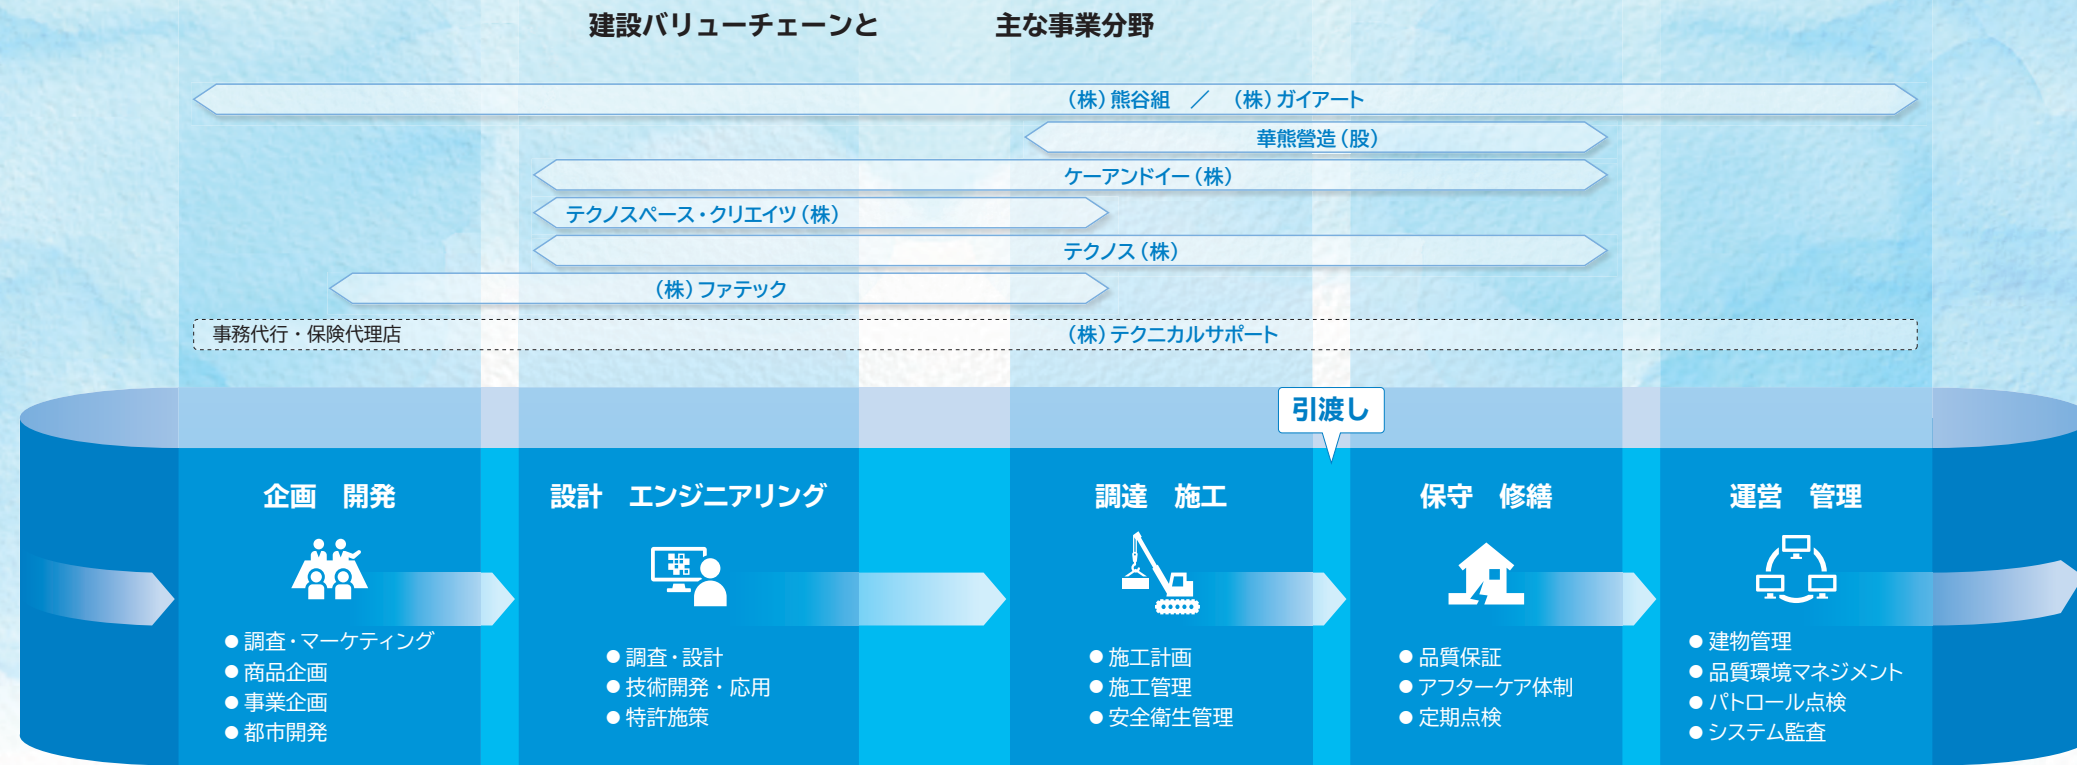 建設バリューチェーンと 主な事業分野
(株)熊谷組 ／ (株)ガイアート
華熊營造(股)
ケーアンドイー(株)
テクノスペース・クリエイツ(株)
テクノス(株)
(株)ファテック
事務代行・保険代理店 (株)テクニカルサポート
引渡し
企画 開発
●調査・マーケティング
●商品企画
●事業企画
●都市開発
設計 エンジニアリング
●調査・設計
●技術開発・応用
●特許施策
調達 施工
●施工計画
●施工管理
●安全衛生管理
保守 修繕
●品質保証
●アフターケア体制
●定期点検
運営 管理
●建物管理
●品質環境マネジメント
●パトロール点検
●システム監査